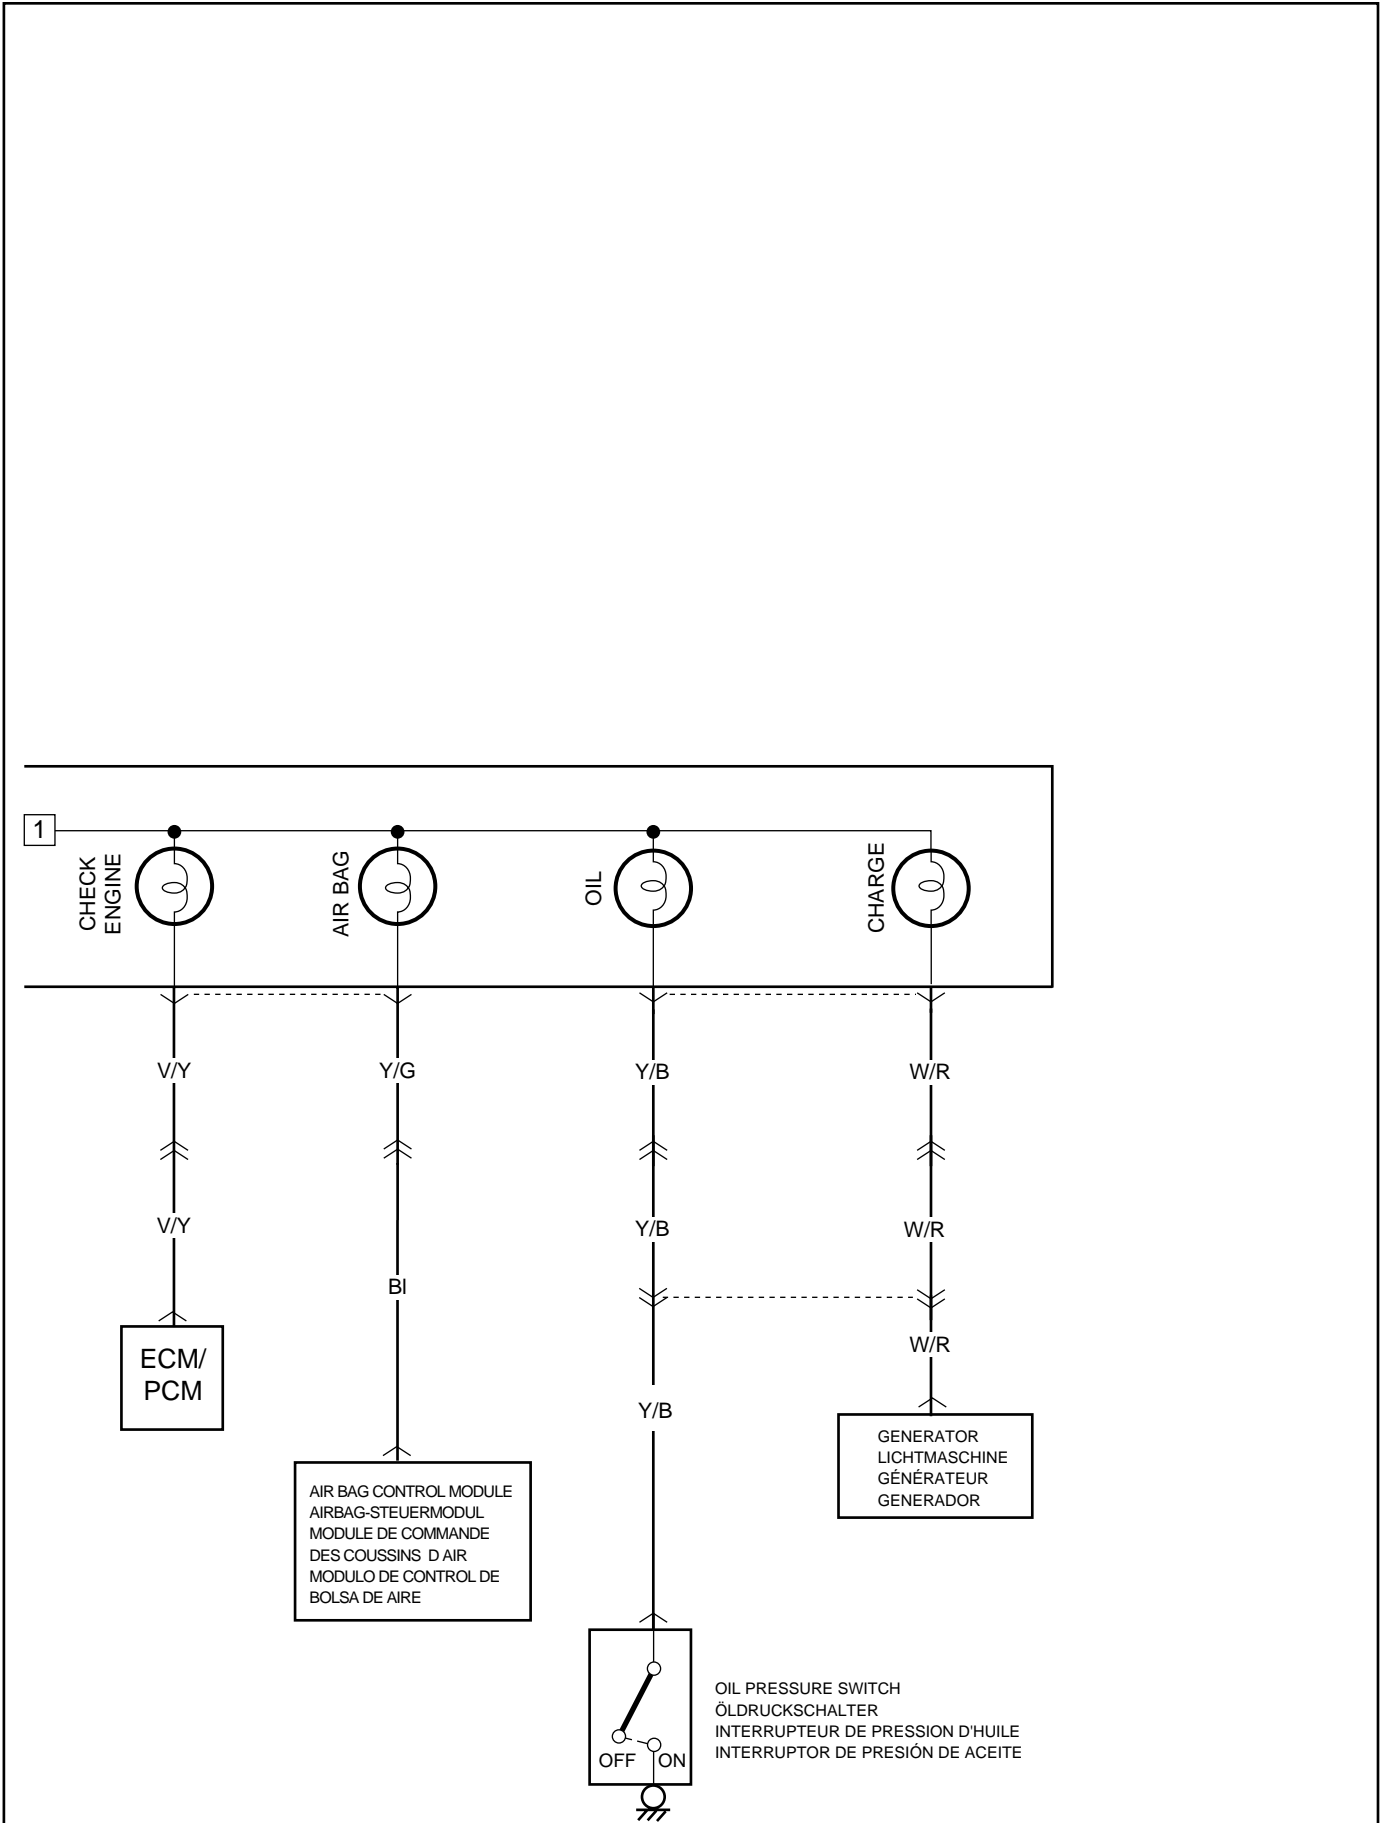 1
CHECK
ENGINE
AIR BAG
OIL
CHARGE
V/Y
Y/G
Y/B
W/R
V/Y
Y/B
W/R
Bl
W/R
ECM/
PCM
Y/B
GENERATOR
LICHTMASCHINE
GÉNÉRATEUR
GENERADOR
AIR BAG CONTROL MODULE
AIRBAG-STEUERMODUL
MODULE DE COMMANDE
DES COUSSINS D AIR
MODULO DE CONTROL DE
BOLSA DE AIRE
OIL PRESSURE SWITCH
ÖLDRUCKSCHALTER
INTERRUPTEUR DE PRESSION D'HUILE
INTERRUPTOR DE PRESIÓN DE ACEITE
OFF
ON